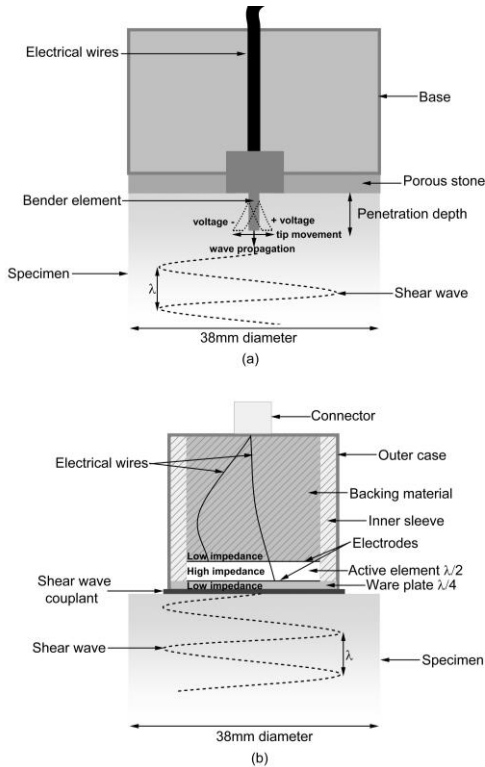 Electrical wires
Base
Porous stone
Bender element
Penetration depth
voltage - + voltage
tip movement
wave propagation
Specimen
λ
Shear wave
38mm diameter
(a)
Connector
Electrical wires
Outer case
Backing material
Inner sleeve
Electrodes
Low impedance
High impedance
Active element λ/2
Low impedance
Ware plate λ/4
Shear wave
couplant
Shear wave
λ
Specimen
38mm diameter
(b)